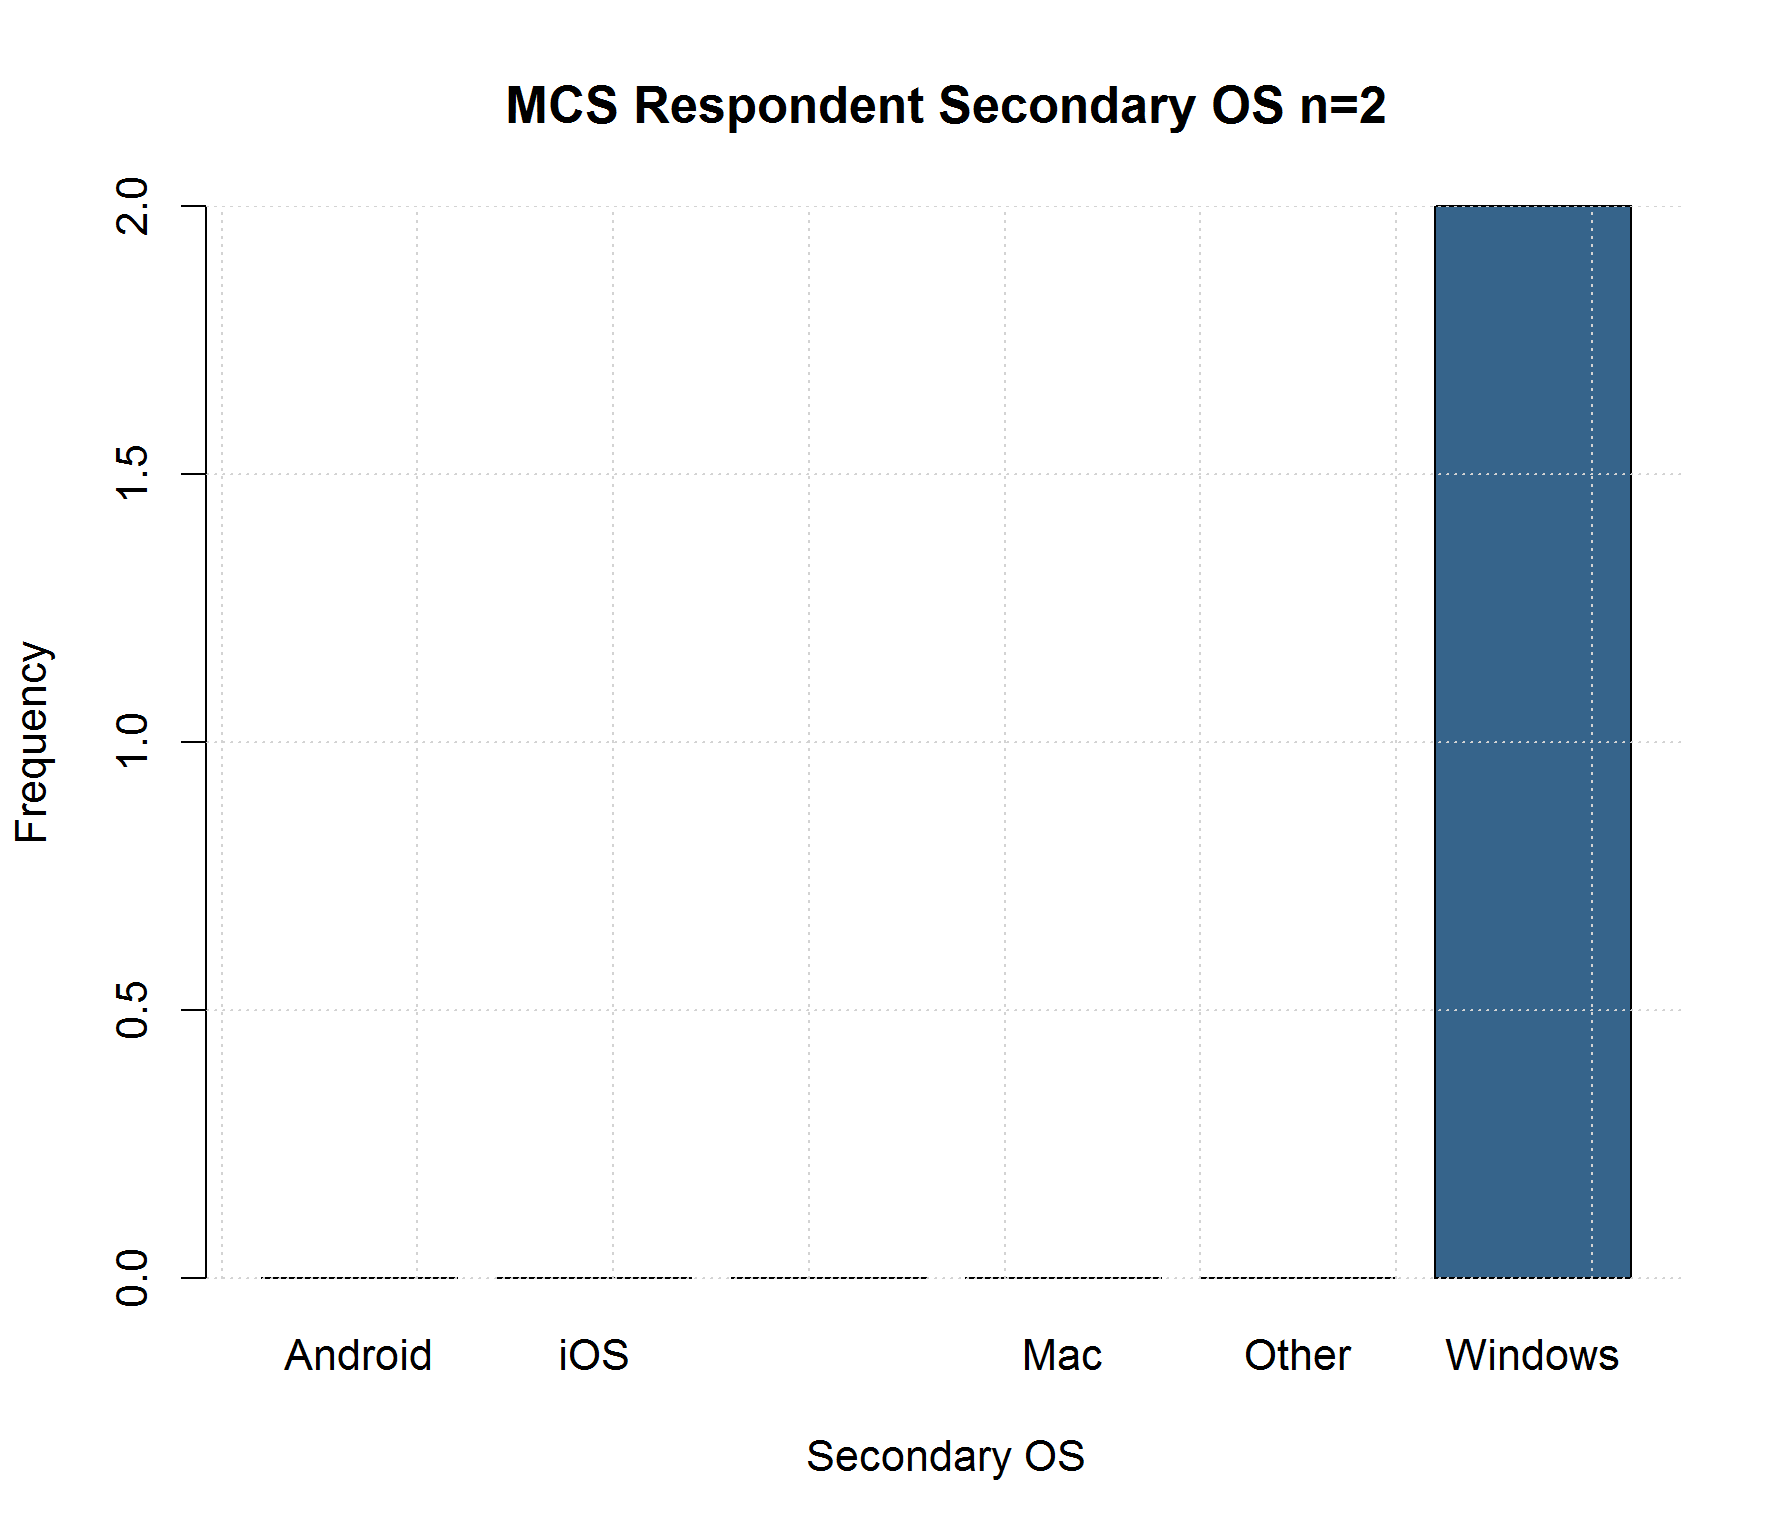 MCS Respondent Secondary OS n=2
2.0
1.5
1.0
0.5
0.0
Frequency
Android iOS Mac Other Windows
Secondary OS